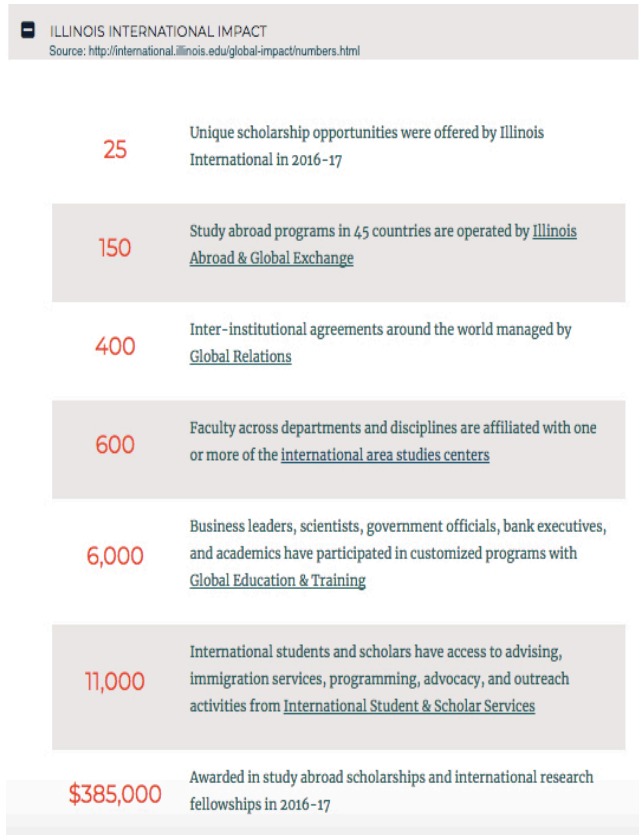 ILLINOIS INTERNATIONAL IMPACT
Source: http://international.illinois.edu/global-impact/numbers.html
25
Unique scholarship opportunities were offered by Illinois
International in 2016-17
150
Study abroad programs in 45 countries are operated by Illinois
Abroad & Global Exchange
400
Inter-institutional agreements around the world managed by
Global Relations
600
Faculty across departments and disciplines are affiliated with one
or more of the international area studies centers
6,000
Business leaders, scientists, government officials, bank executives,
and academics have participated in customized programs with
Global Education & Training
11,000
International students and scholars have access to advising,
immigration services, programming, advocacy, and outreach
activities from International Student & Scholar Services
$385,000
Awarded in study abroad scholarships and international research
fellowships in 2016-17